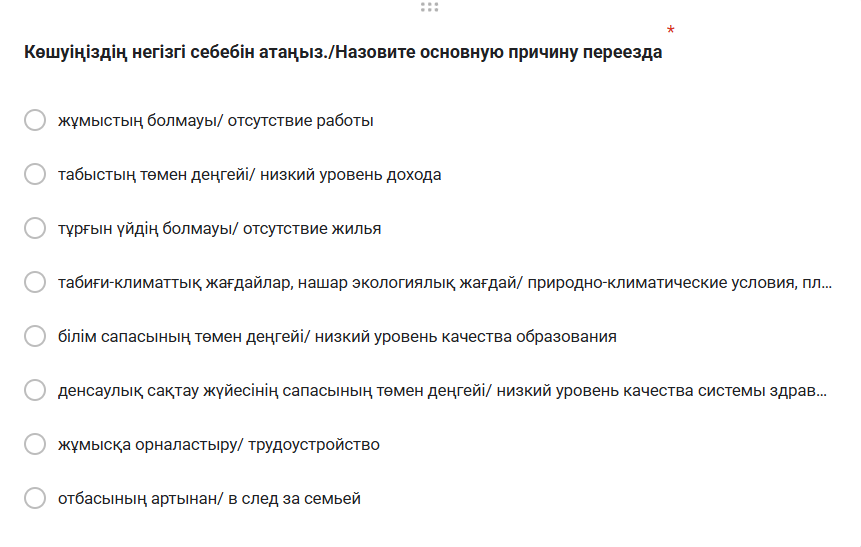 Көшуіңіздің негізгі себебін атаңыз./Назовите основную причину переезда *
жұмыстың болмауы/ отсутствие работы
табыстың төмен деңгейі/ низкий уровень дохода
тұрғын үйдің болмауы/ отсутствие жилья
табиғи-климаттық жағдайлар, нашар экологиялық жағдай/ природно-климатические условия, пл...
білім сапасының төмен деңгейі/ низкий уровень качества образования
денсаулық сақтау жүйесінің сапасының төмен деңгейі/ низкий уровень качества системы здрав...
жұмысқа орналастыру/ трудоустройство
отбасының артынан/ в след за семьей